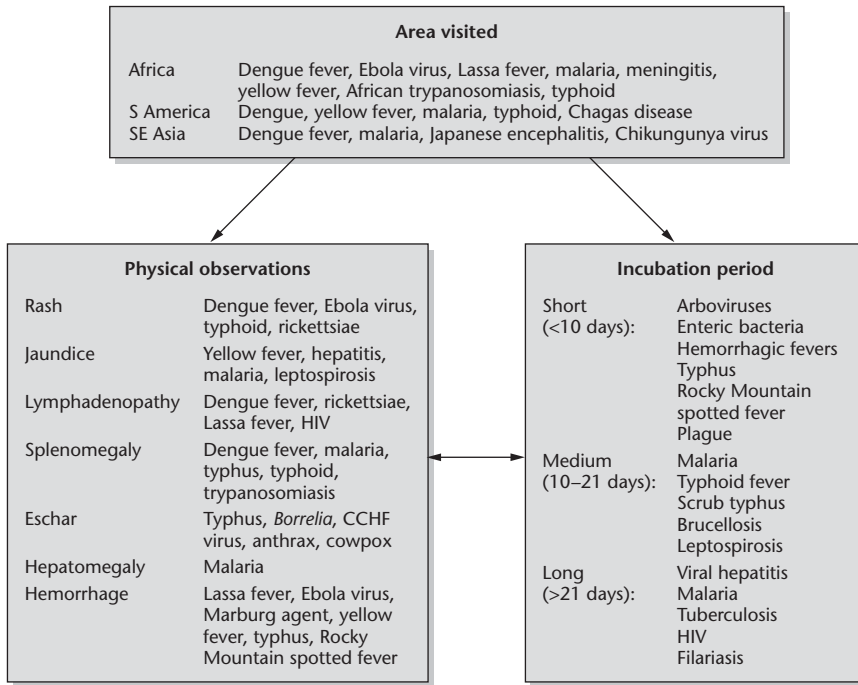 Area visited
Africa Dengue fever, Ebola virus, Lassa fever, malaria, meningitis,
yellow fever, African trypanosomiasis, typhoid
S America Dengue, yellow fever, malaria, typhoid, Chagas disease
SE Asia Dengue fever, malaria, Japanese encephalitis, Chikungunya virus
Physical observations
Rash Dengue fever, Ebola virus,
typhoid, rickettsiae
Jaundice Yellow fever, hepatitis,
malaria, leptospirosis
Lymphadenopathy Dengue fever, rickettsiae,
Lassa fever, HIV
Splenomegaly Dengue fever, malaria,
typhus, typhoid,
trypanosomiasis
Eschar Typhus, Borrelia, CCHF
virus, anthrax, cowpox
Hepatomegaly Malaria
Hemorrhage Lassa fever, Ebola virus,
Marburg agent, yellow
fever, typhus, Rocky
Mountain spotted fever
Incubation period
Short Arboviruses
(<10 days): Enteric bacteria
Hemorrhagic fevers
Typhus
Rocky Mountain
spotted fever
Plague
Medium Malaria
(10–21 days): Typhoid fever
Scrub typhus
Brucellosis
Leptospirosis
Long Viral hepatitis
(>21 days): Malaria
Tuberculosis
HIV
Filariasis